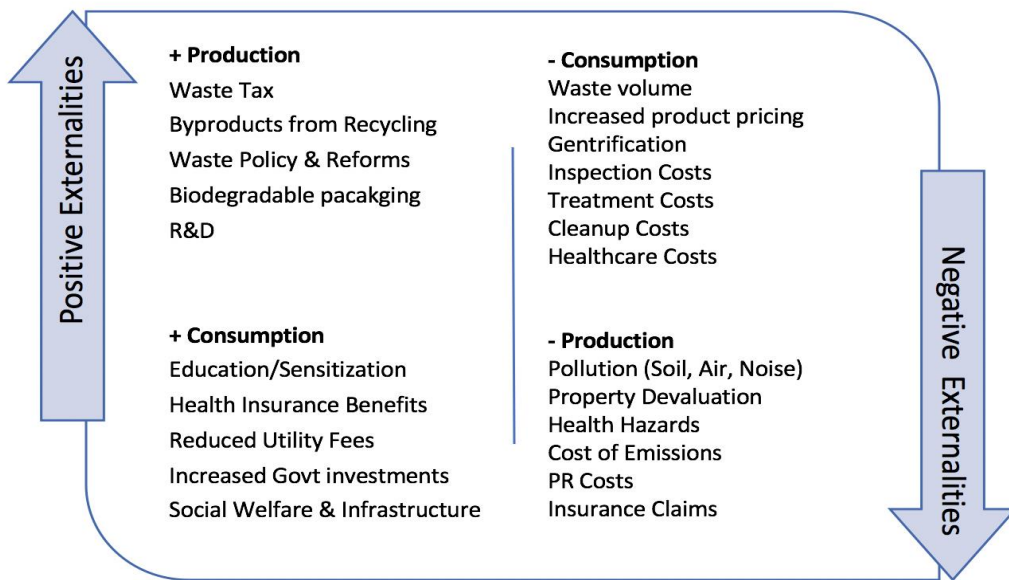 Positive Externalities
+ Production
Waste Tax
Byproducts from Recycling
Waste Policy & Reforms
Biodegradable pacakging
R&D
+ Consumption
Education/Sensitization
Health Insurance Benefits
Reduced Utility Fees
Increased Govt investments
Social Welfare & Infrastructure
- Consumption
Waste volume
Increased product pricing
Gentrification
Inspection Costs
Treatment Costs
Cleanup Costs
Healthcare Costs
- Production
Pollution (Soil, Air, Noise)
Property Devaluation
Health Hazards
Cost of Emissions
PR Costs
Insurance Claims
Negative Externalities